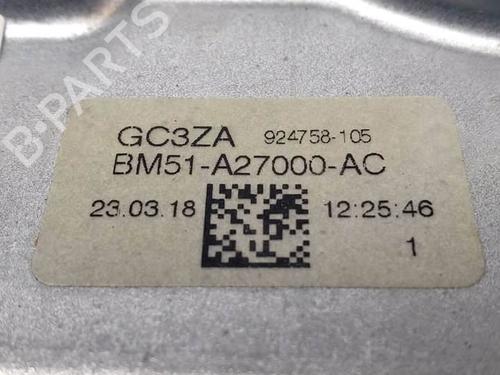 GC3ZA 924758-105
BM51-A27000-AC
23.03.18 12:25:46
1
B-PARTS